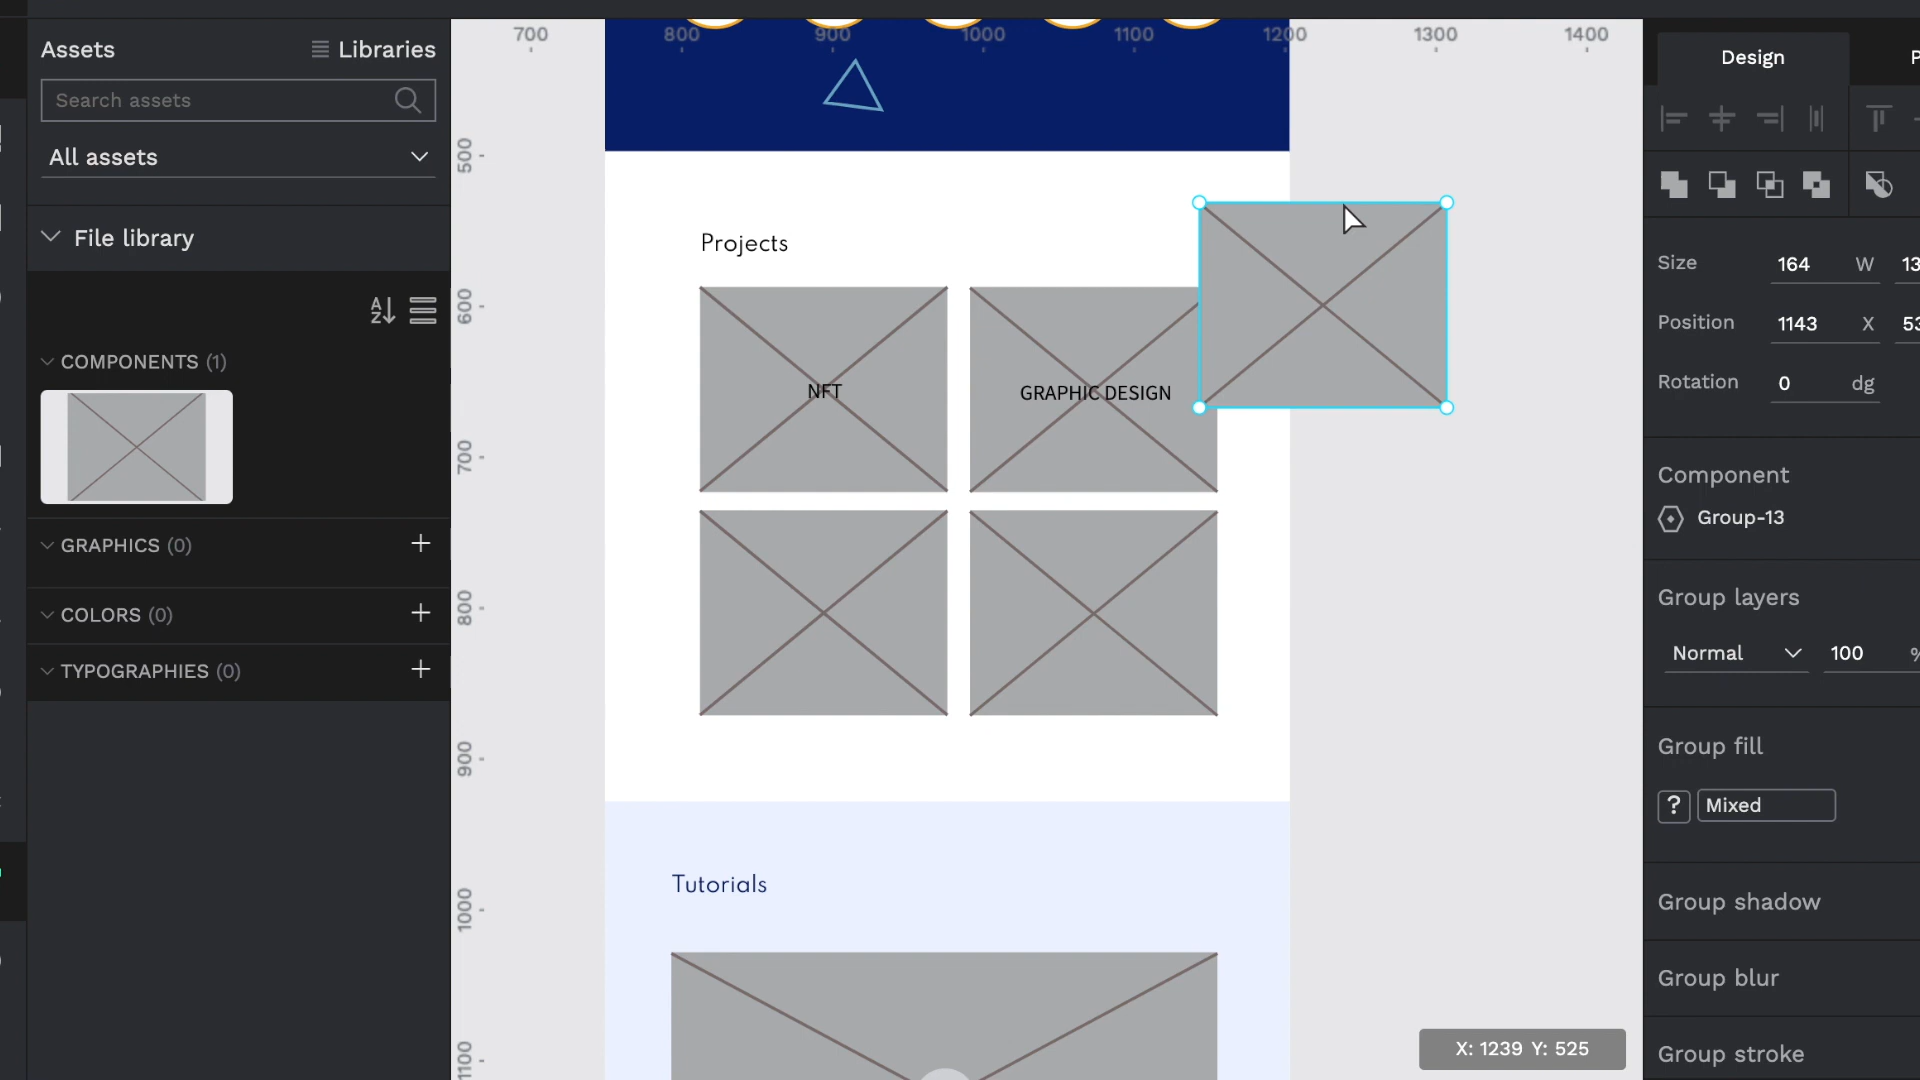 Assets
Libraries
Search assets
All assets
File library
COMPONENTS (1)
GRAPHICS (0)
COLORS (0)
TYPOGRAPHIES (0)
700 800 900 1000 1100 1200 1300 1400
500
600
700
800
900
1000
1100
Projects
NFT
GRAPHIC DESIGN
Tutorials
X: 1239 Y: 525
Design
P
Size 164 W 13
Position 1143 X 53
Rotation 0 dg
Component
Group-13
Group layers
Normal 100 %
Group fill
? Mixed
Group shadow
Group blur
Group stroke